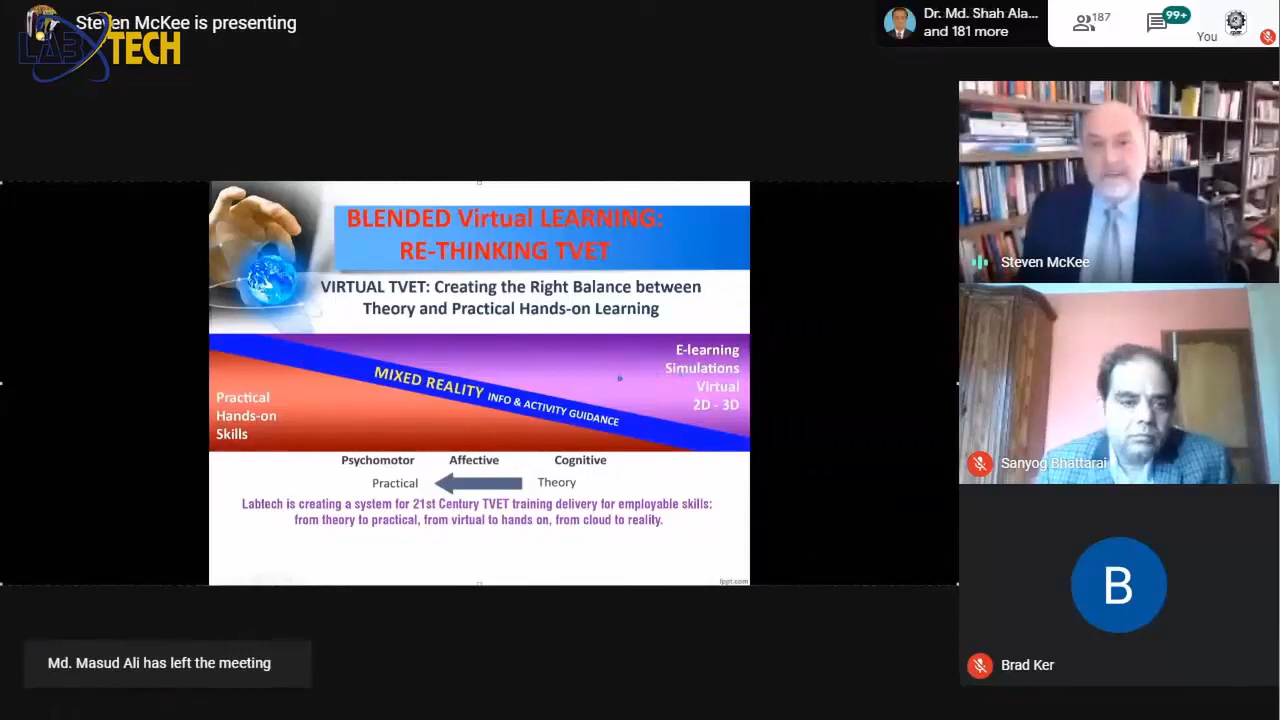 Steven McKee is presenting
LABTECH
Dr. Md. Shah Ala...
and 181 more
187
99+
You
BLENDED Virtual LEARNING:
RE-THINKING TVET
VIRTUAL TVET: Creating the Right Balance between
Theory and Practical Hands-on Learning
E-learning
Simulations
Virtual
2D - 3D
MIXED REALITY INFO & ACTIVITY GUIDANCE
Practical
Hands-on
Skills
Psychomotor Affective Cognitive
Practical Theory
Labtech is creating a system for 21st Century TVET training delivery for employable skills:
from theory to practical, from virtual to hands on, from cloud to reality.
fppt.com
Steven McKee
Sanyog Bhattarai
B
Brad Ker
Md. Masud Ali has left the meeting